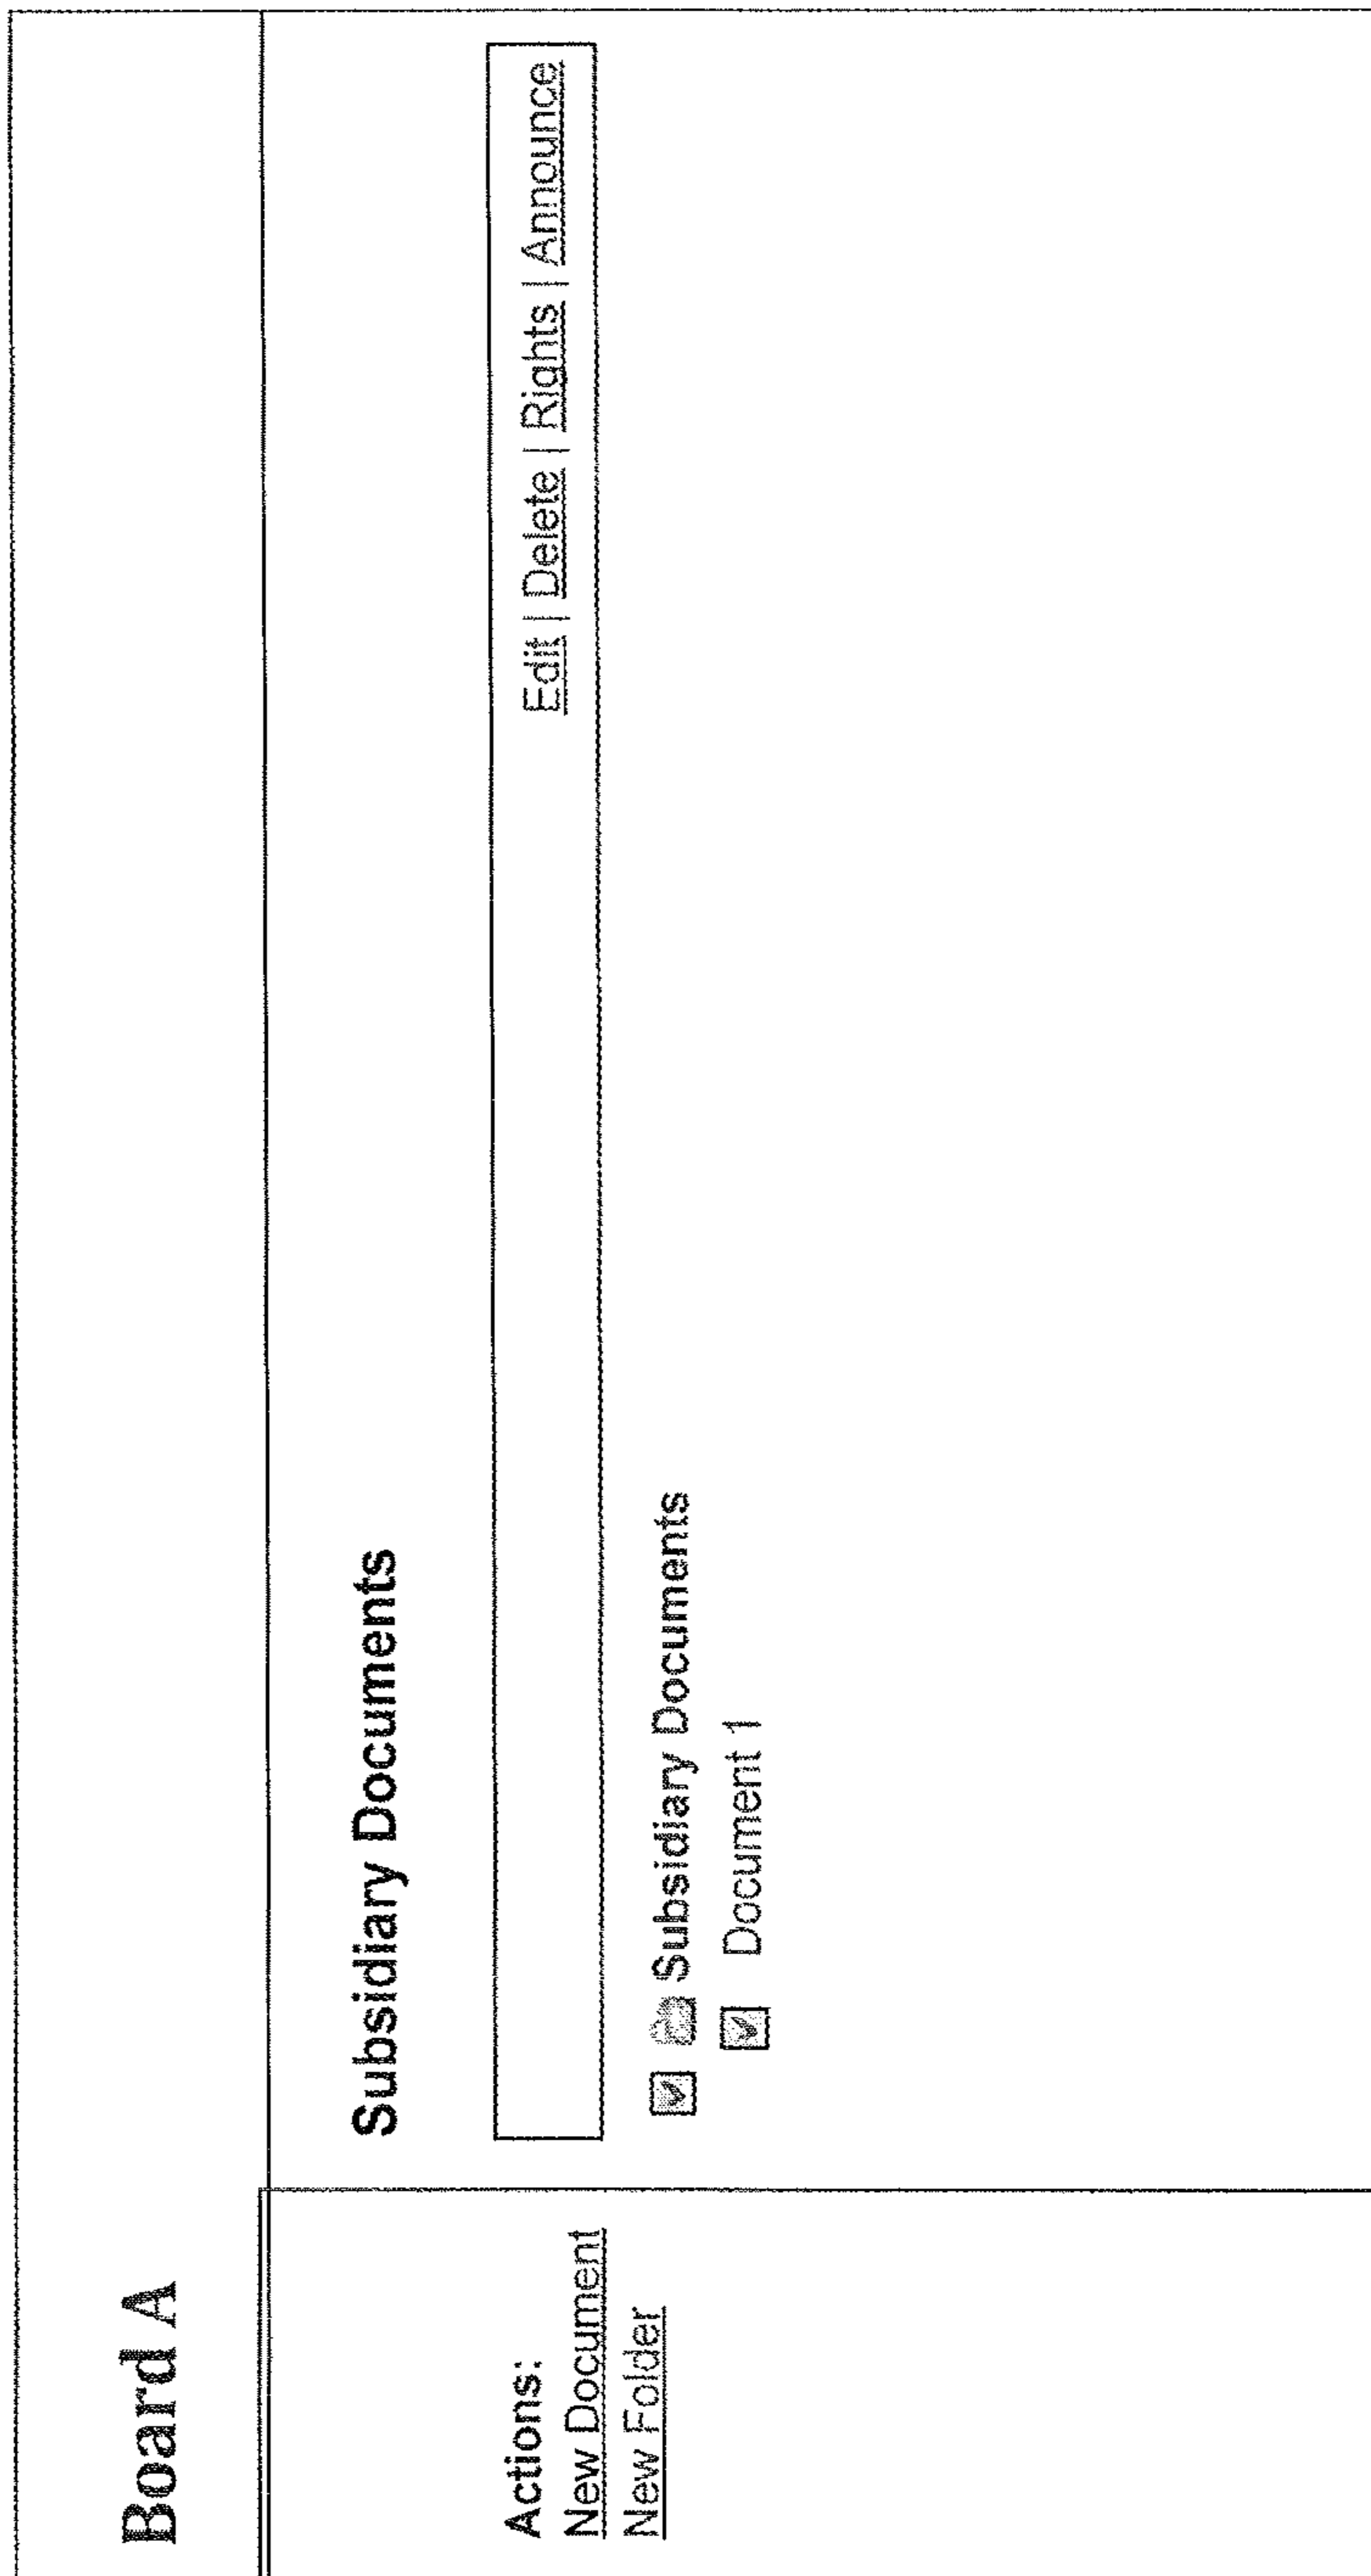 Board A
Actions:
New Document
New Folder
Subsidiary Documents
Edit | Delete | Rights | Announce
Subsidiary Documents
Document 1